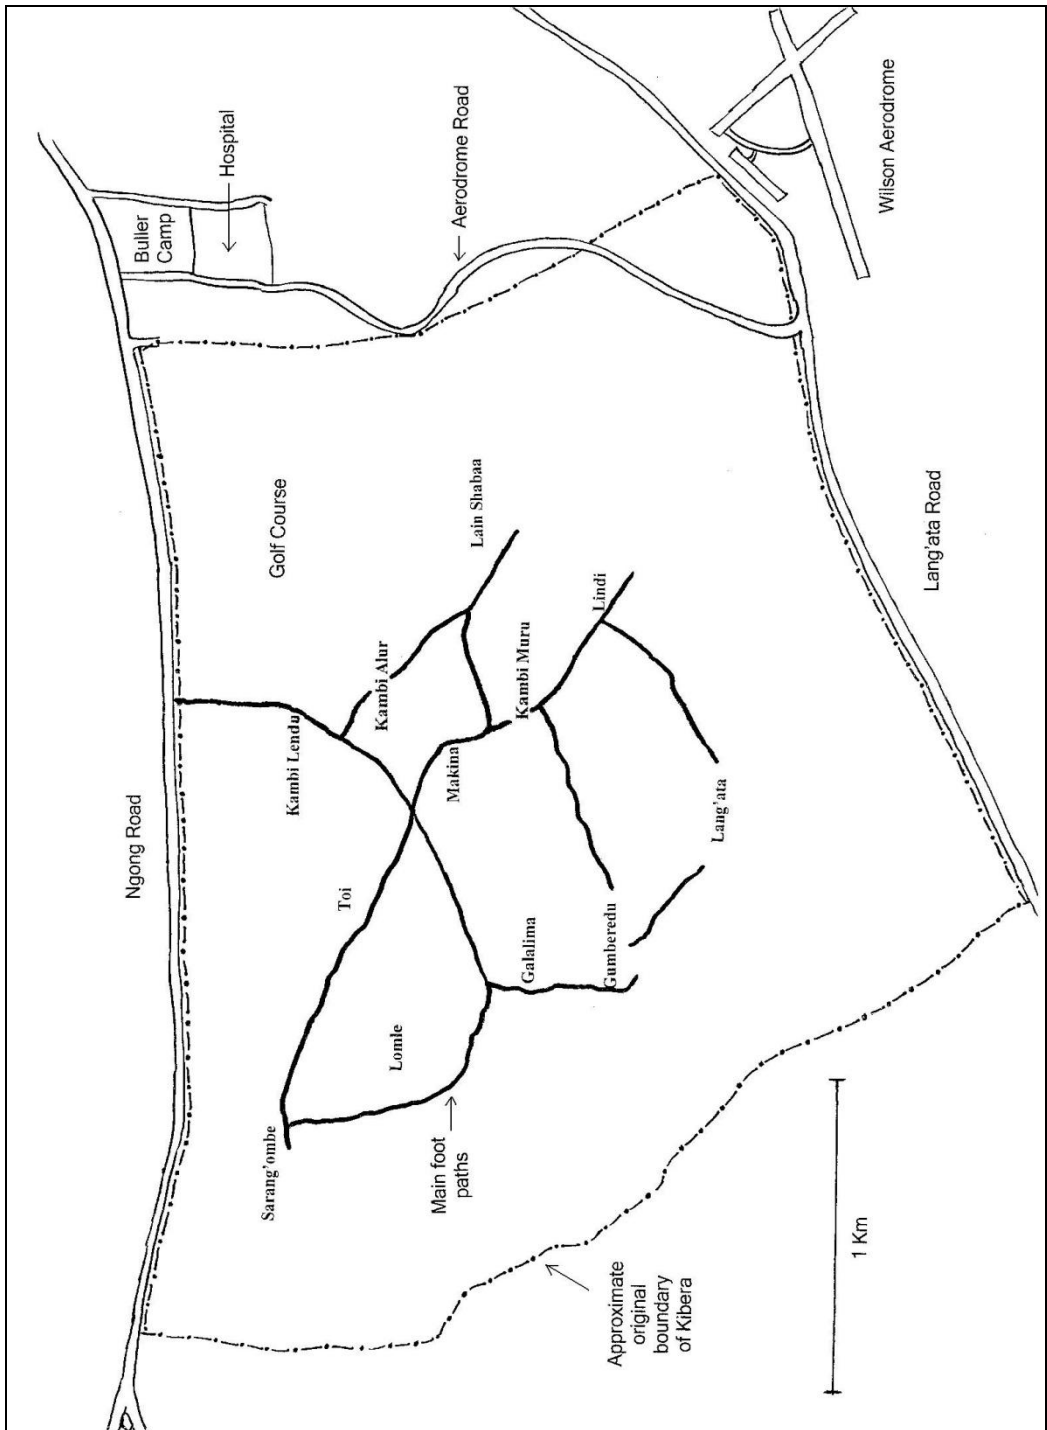 Ngong Road
Buller
Camp
Hospital
Aerodrome Road
Golf Course
Kambi Lendu
Kambi Alur
Lain Shabaa
Toi
Makina
Kambi Muru
Lindi
Sarang'ombe
Lomle
Galalima
Gumberedu
Lang'ata
Main foot
paths
Approximate
original
boundary
of Kibera
1 Km
Lang'ata Road
Wilson Aerodrome